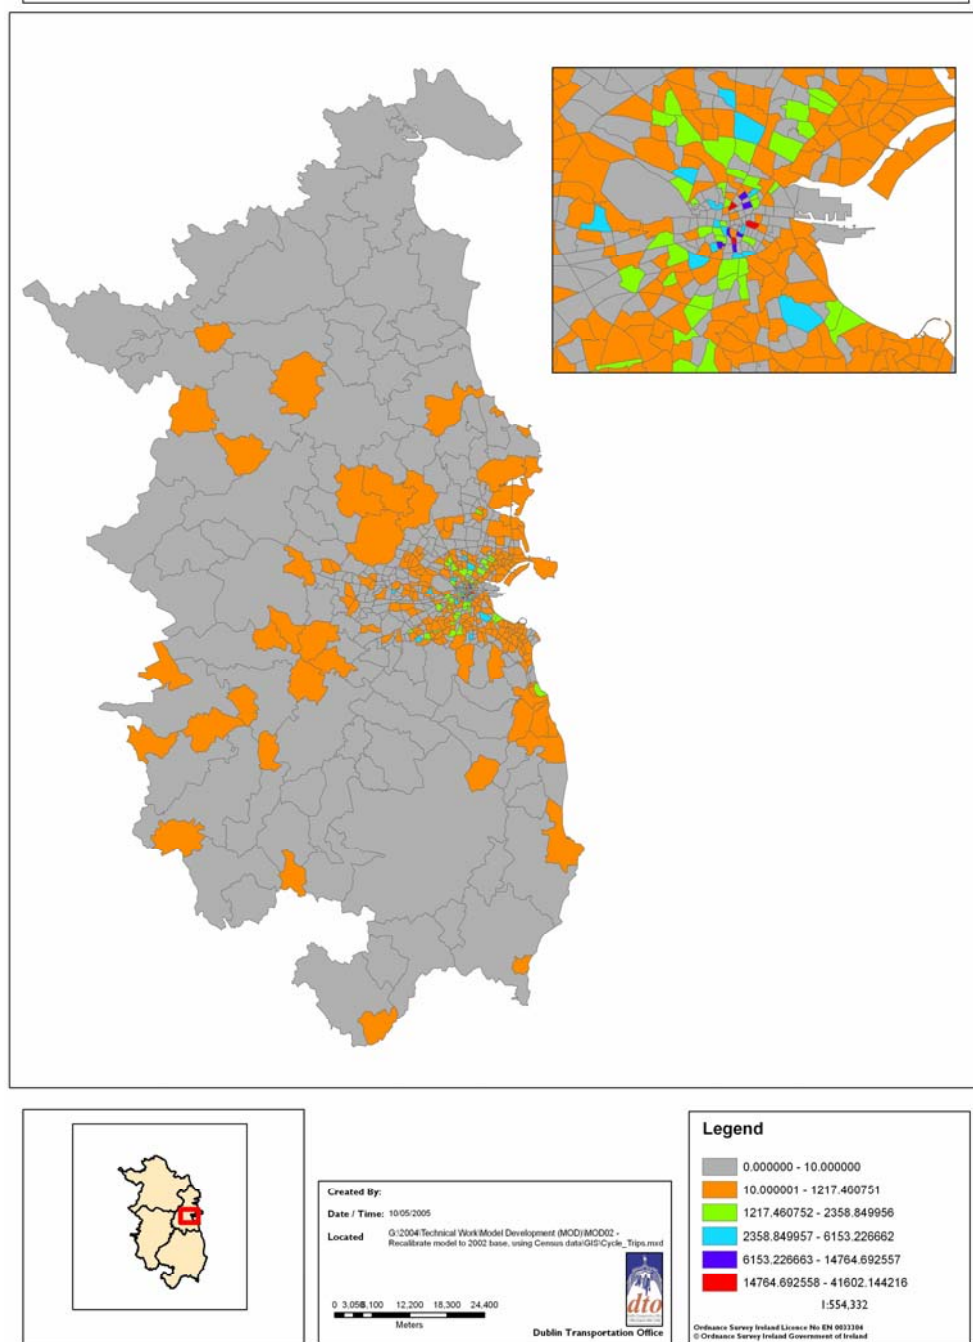 Created By:
Date / Time: 10/05/2005
Located G:\2004\Technical Work\Model Development (MOD)\MOD02 -
Recalibrate model to 2002 base, using Census data\GIS\Cycle_Trips.mxd
0 3,050 6,100 12,200 18,300 24,400
Meters
dto
Dublin Transportation Office
Legend
0.000000 - 10.000000
10.000001 - 1217.460751
1217.460752 - 2358.849956
2358.849957 - 6153.226662
6153.226663 - 14764.692557
14764.692558 - 41602.144216
1:554,332
Ordnance Survey Ireland Licence No EN 0033304
© Ordnance Survey Ireland Government of Ireland